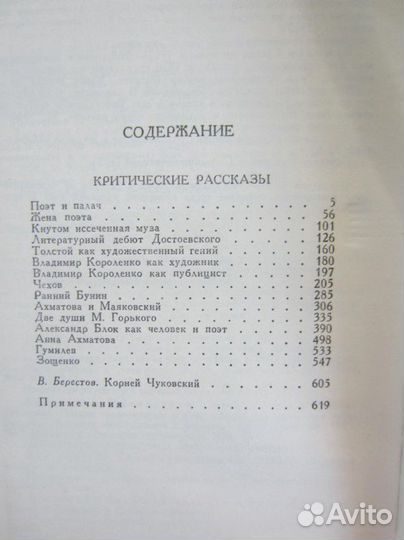 СОДЕРЖАНИЕ
КРИТИЧЕСКИЕ РАССКАЗЫ
Поэт и палач . . . . . . . . . . . . 5
Жена поэта . . . . . . . . . . . . 56
Кнутом иссеченная муза . . . . . . . . 101
Литературный дебют Достоевского . . . . . . 126
Толстой как художественный гений . . . . . . 160
Владимир Короленко как художник . . . . . . 180
Владимир Короленко как публицист . . . . . . 197
Чехов . . . . . . . . . . . . . . 205
Ранний Бунин . . . . . . . . . . . . 285
Ахматова и Маяковский . . . . . . . . . 306
Две души М. Горького . . . . . . . . . 335
Александр Блок как человек и поэт . . . . . . 390
Анна Ахматова . . . . . . . . . . . 498
Гумилев . . . . . . . . . . . . . 533
Зощенко . . . . . . . . . . . . . 547
В. Берестов. Корней Чуковский . . . . . . . 605
Примечания . . . . . . . . . . . . 619
Avito